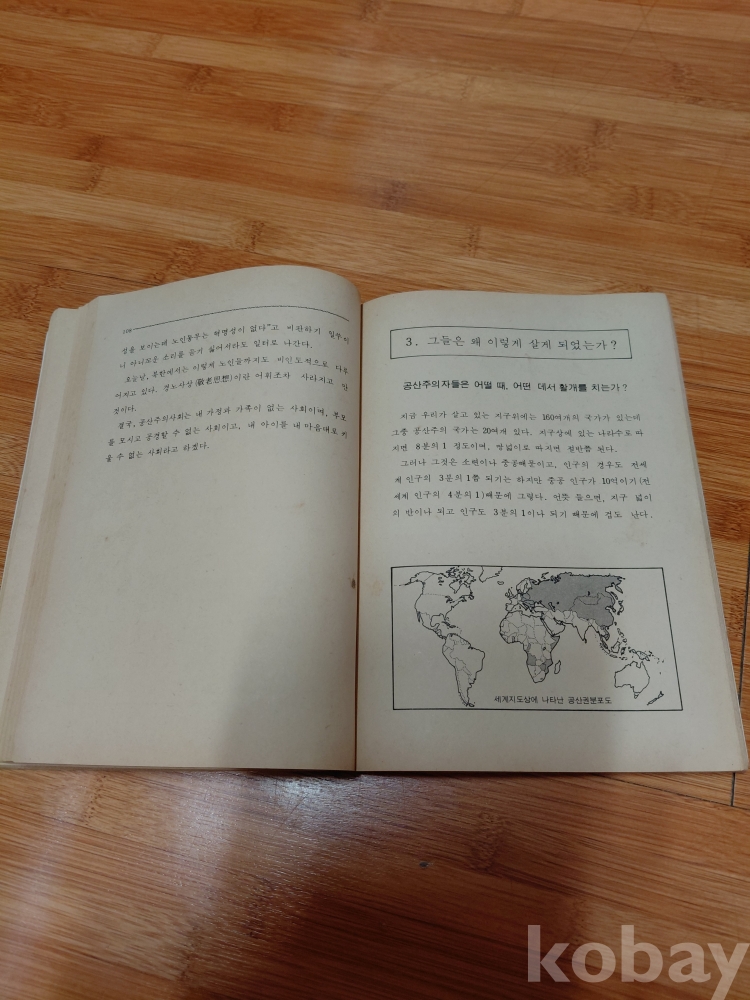 108
성을 보이는데 노인동무는 혁명성이 없다"고 비판하기 일쑤이
니 아니꼬운 소리를 듣기 싫어서라도 일터로 나간다.
오늘날, 북한에서는 이렇게 노인들까지도 비인도적으로 다루
어지고 있다. 경노사상(敬老思想)이란 어휘조차 사라지고 만
것이다.
결국, 공산주의사회는 내 가정과 가족이 없는 사회이며, 부모
를 모시고 공경할 수 없는 사회이고, 내 아이를 내 마음대로 키
울 수 없는 사회라고 하겠다.
3. 그들은 왜 이렇게 살게 되었는가?
공산주의자들은 어떨 때, 어떤 데서 활개를 치는가?
지금 우리가 살고 있는 지구위에는 160여개의 국가가 있는데
그중 공산주의 국가는 20여개 있다. 지구상에 있는 나라수로 따
지면 8분의 1 정도이며, 땅넓이로 따지면 절반쯤 된다.
그러나 그것은 소련이나 중공때문이고, 인구의 경우도 전세
계 인구의 3분의 1쯤 되기는 하지만 중공 인구가 10억이기(전
세계 인구의 4분의 1)때문에 그렇다. 언뜻 들으면, 지구 넓이
의 반이나 되고 인구도 3분의 1이나 되기 때문에 겁도 난다.
세계지도상에 나타난 공산권분포도
kobay